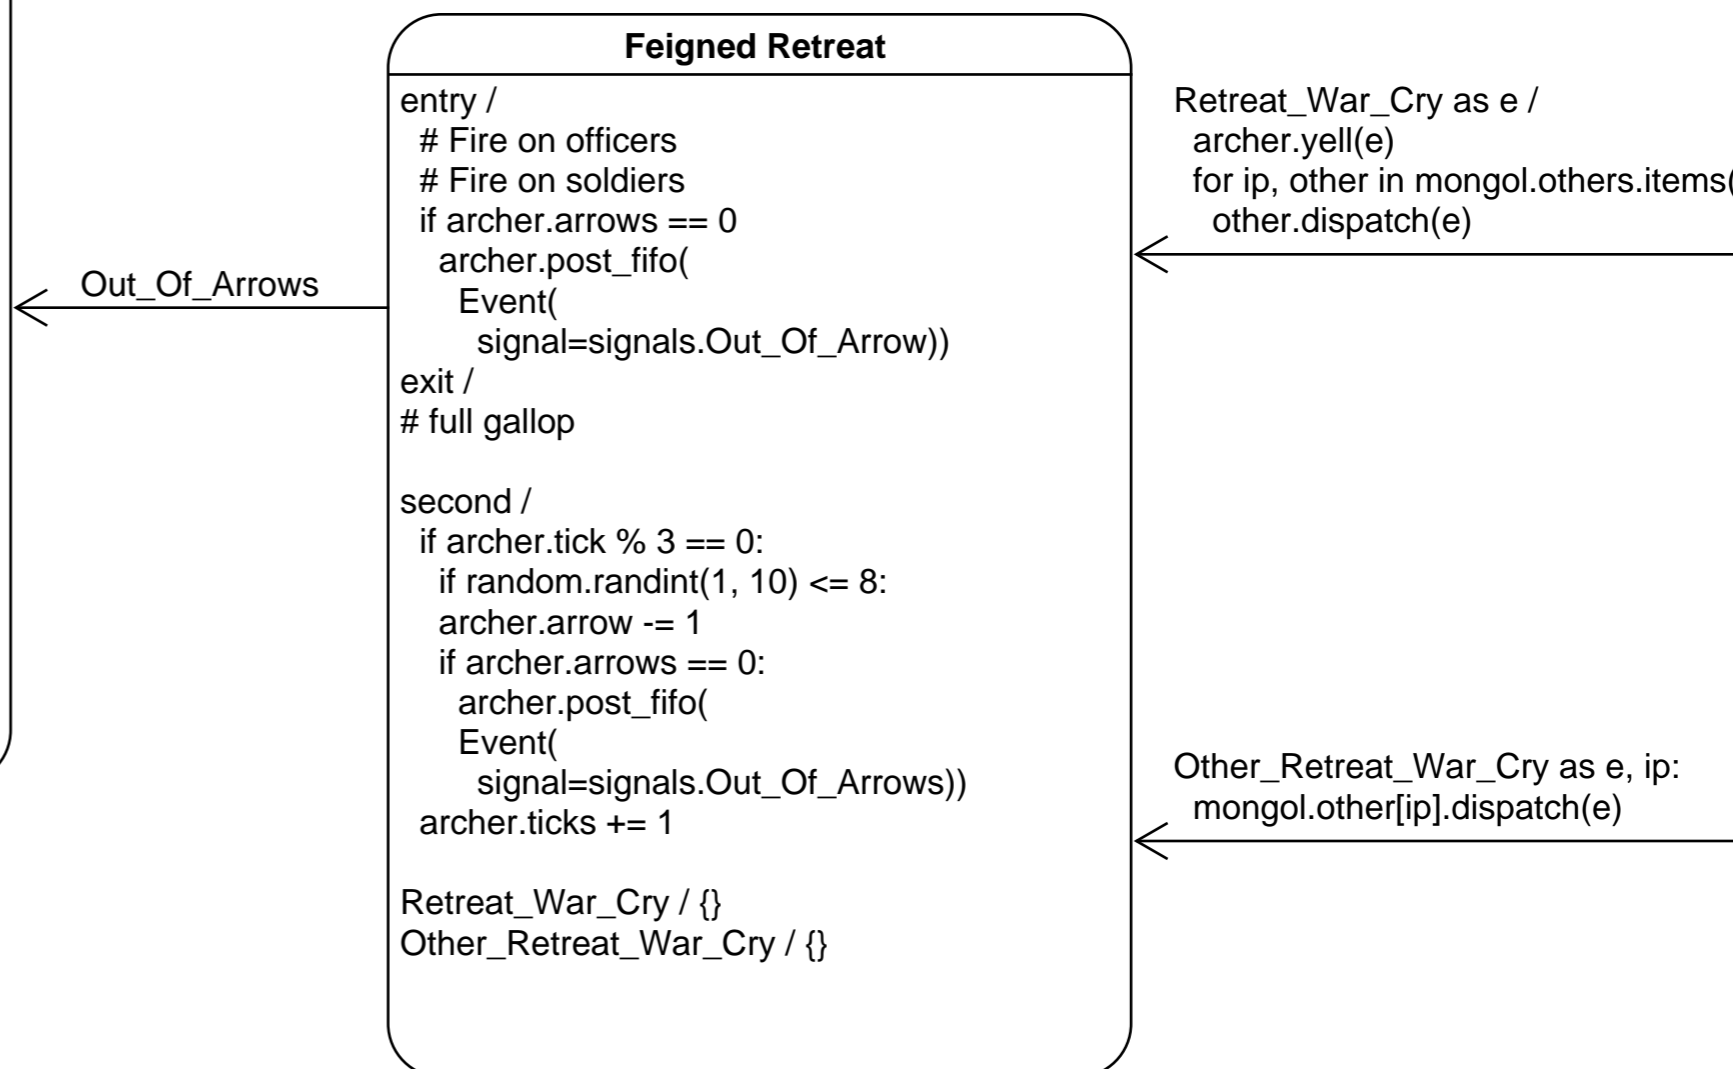 Feigned Retreat
entry /
# Fire on officers
# Fire on soldiers
if archer.arrows == 0
archer.post_fifo(
Event(
signal=signals.Out_Of_Arrow))
exit /
# full gallop
second /
if archer.tick % 3 == 0:
if random.randint(1, 10) <= 8:
archer.arrow -= 1
if archer.arrows == 0:
archer.post_fifo(
Event(
signal=signals.Out_Of_Arrows))
archer.ticks += 1
Retreat_War_Cry / {}
Other_Retreat_War_Cry / {}
Out_Of_Arrows
Retreat_War_Cry as e /
archer.yell(e)
for ip, other in mongol.others.items(
other.dispatch(e)
Other_Retreat_War_Cry as e, ip:
mongol.other[ip].dispatch(e)